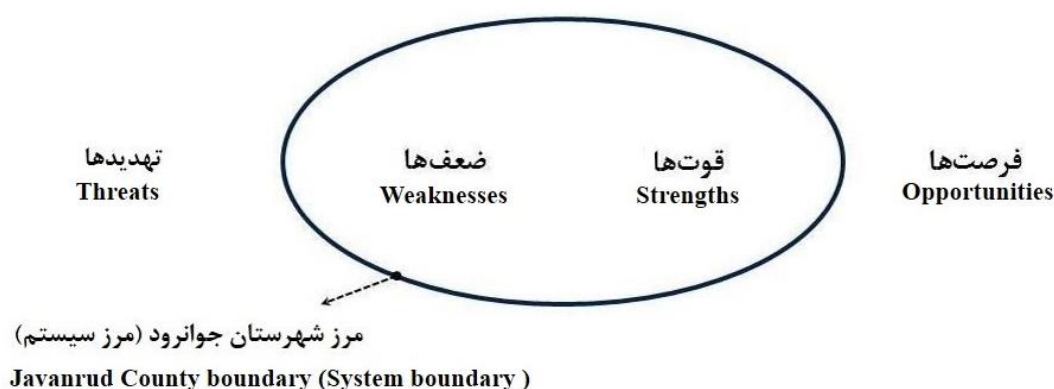 تهدیدها
Threats
ضعف‌ها
Weaknesses
قوت‌ها
Strengths
فرصت‌ها
Opportunities
مرز شهرستان جوانرود (مرز سیستم)
Javanrud County boundary (System boundary )